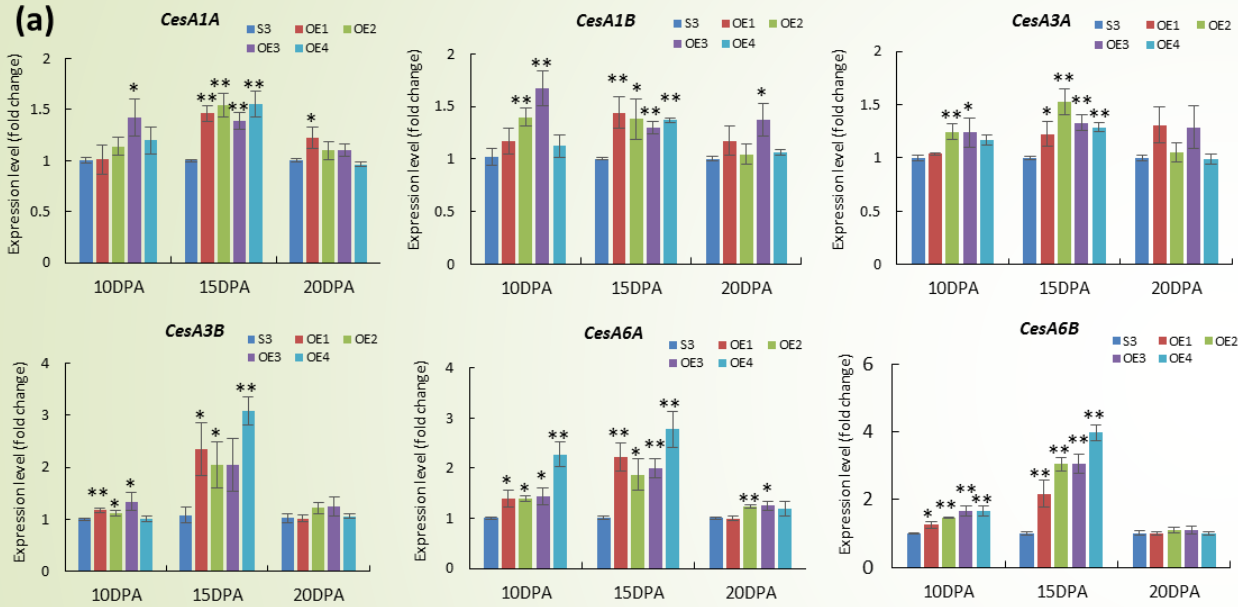 (a)
CesA1A
S3 OE1 OE2
OE3 OE4
Expression level (fold change)
2
1.5
1
0.5
0
** ** ** **
*
*
10DPA 15DPA 20DPA
CesA1B
S3 OE1 OE2
OE3 OE4
Expression level (fold change)
2
1.5
1
0.5
0
** **
** * ** **
*
10DPA 15DPA 20DPA
CesA3A
S3 OE1 OE2
OE3 OE4
Expression level (fold change)
2
1.5
1
0.5
0
** *
* ** ** **
10DPA 15DPA 20DPA
CesA3B
S3 OE1 OE2
OE3 OE4
Expression level (fold change)
4
3
2
1
0
** * *
* * **
10DPA 15DPA 20DPA
CesA6A
S3 OE1 OE2
OE3 OE4
Expression level (fold change)
4
3
2
1
0
* * * **
** * ** **
** *
10DPA 15DPA 20DPA
CesA6B
S3 OE1 OE2
OE3 OE4
Expression level (fold change)
6
4
2
0
* ** ** **
** ** ** **
10DPA 15DPA 20DPA